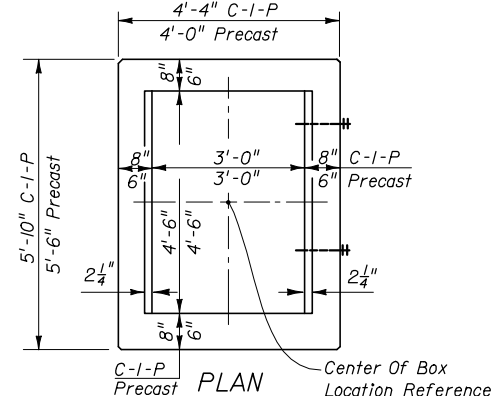 4'-4" C-I-P
4'-0" Precast
8"
6"
8"
6"
3'-0"
3'-0"
8" C-I-P
6" Precast
5'-10" C-I-P
5'-6" Precast
4'-6"
4'-6"
2¼"
2¼"
8"
6"
C-I-P
Precast
PLAN
Center Of Box
Location Reference